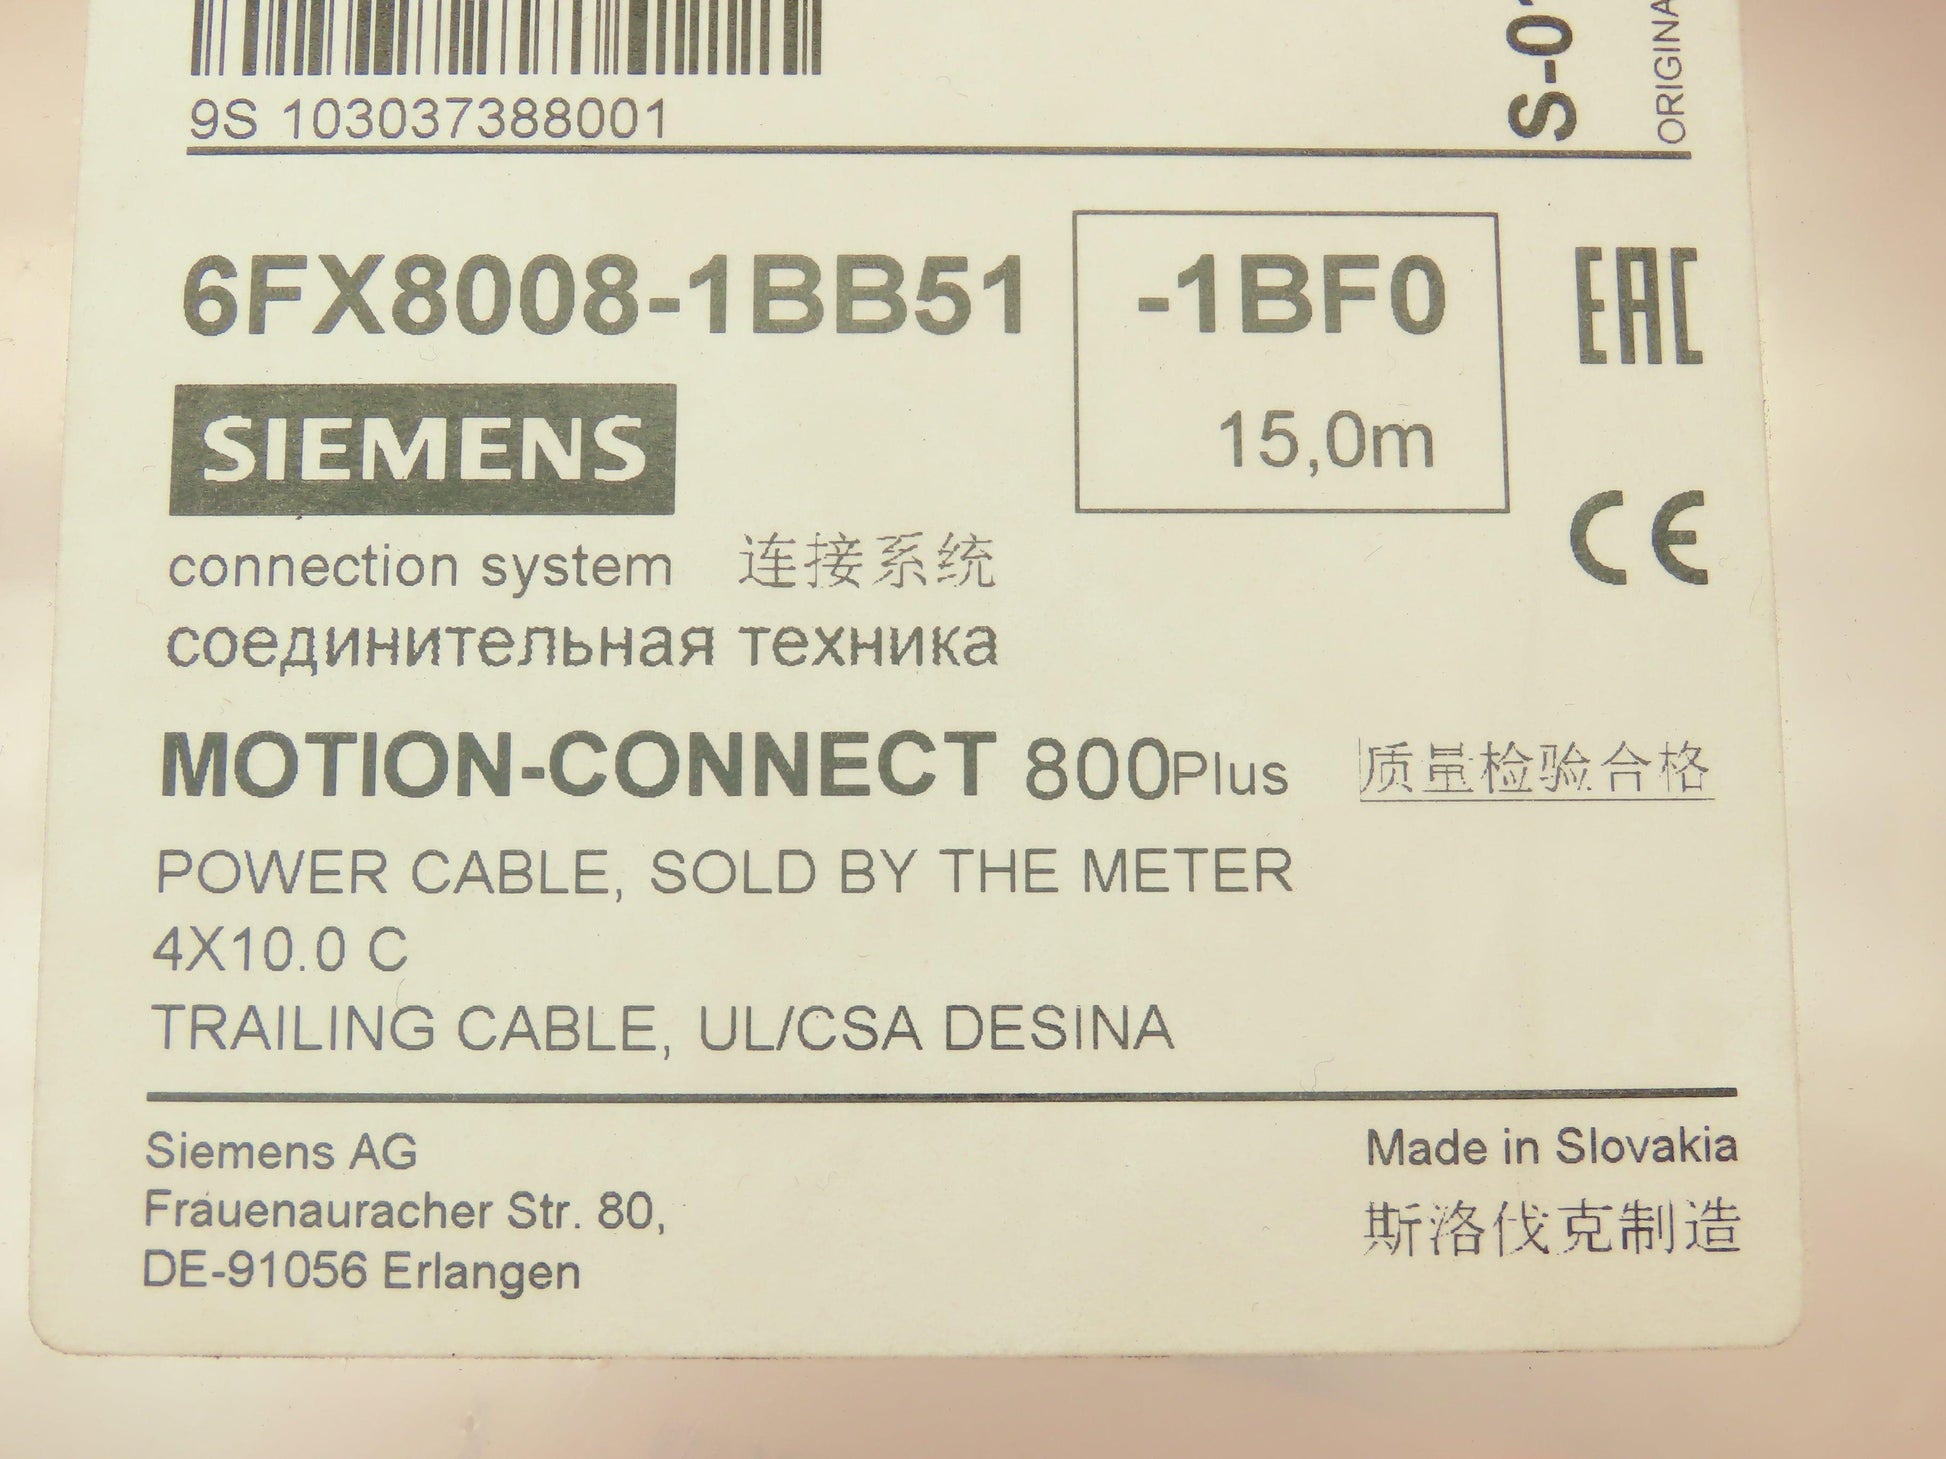 S-0
ORIGINA
9S 103037388001
6FX8008-1BB51 -1BF0
15,0m
EAC
SIEMENS
CE
connection system 连接系统
соединительная техника
MOTION-CONNECT 800Plus 质量检验合格
POWER CABLE, SOLD BY THE METER
4X10.0 C
TRAILING CABLE, UL/CSA DESINA
Siemens AG
Frauenauracher Str. 80,
DE-91056 Erlangen
Made in Slovakia
斯洛伐克制造